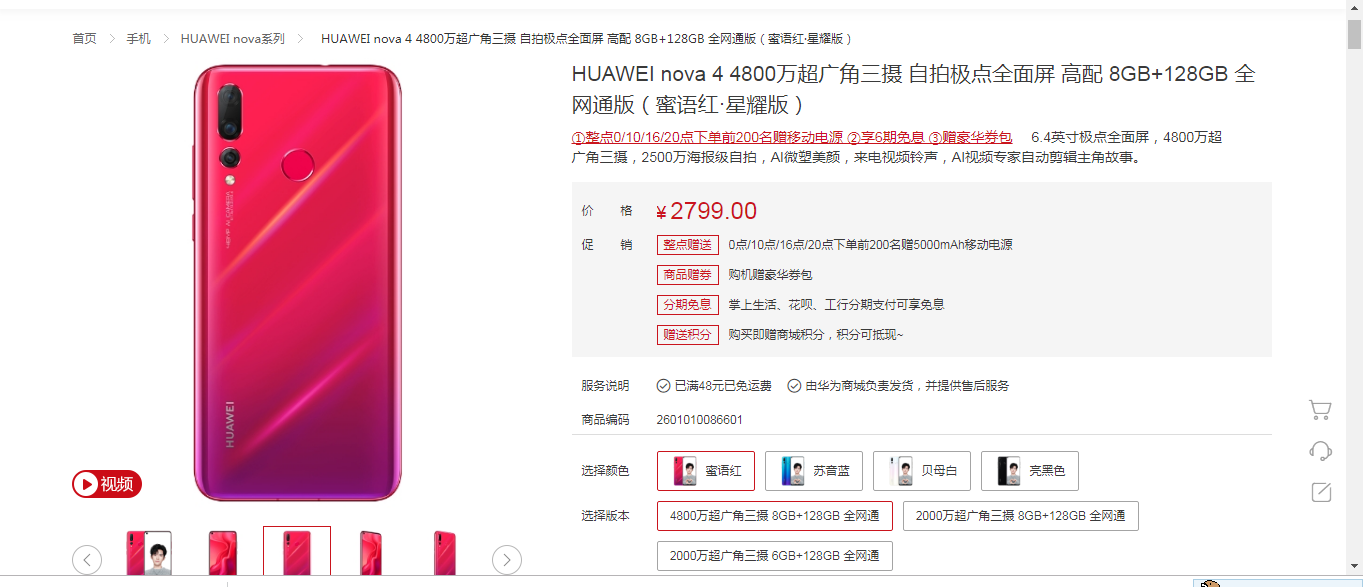 首页 > 手机 > HUAWEI nova系列 > HUAWEI nova 4 4800万超广角三摄 自拍极点全面屏 高配 8GB+128GB 全网通版（蜜语红·星耀版）
HUAWEI nova 4 4800万超广角三摄 自拍极点全面屏 高配 8GB+128GB 全
网通版（蜜语红·星耀版）
①整点0/10/16/20点下单前200名赠移动电源 ②享6期免息 ③赠豪华券包 6.4英寸极点全面屏，4800万超
广角三摄，2500万海报级自拍，AI微塑美颜，来电视频铃声，AI视频专家自动剪辑主角故事。
价 格 ¥2799.00
促 销 整点赠送 0点/10点/16点/20点下单前200名赠5000mAh移动电源
商品赠券 购机赠豪华券包
分期免息 掌上生活、花呗、工行分期支付可享免息
赠送积分 购买即赠商城积分，积分可抵现~
服务说明 已满48元已免运费 由华为商城负责发货，并提供售后服务
商品编码 2601010086601
选择颜色 蜜语红 苏音蓝 贝母白 亮黑色
选择版本 4800万超广角三摄 8GB+128GB 全网通 2000万超广角三摄 8GB+128GB 全网通
2000万超广角三摄 6GB+128GB 全网通
HUAWEI
视频